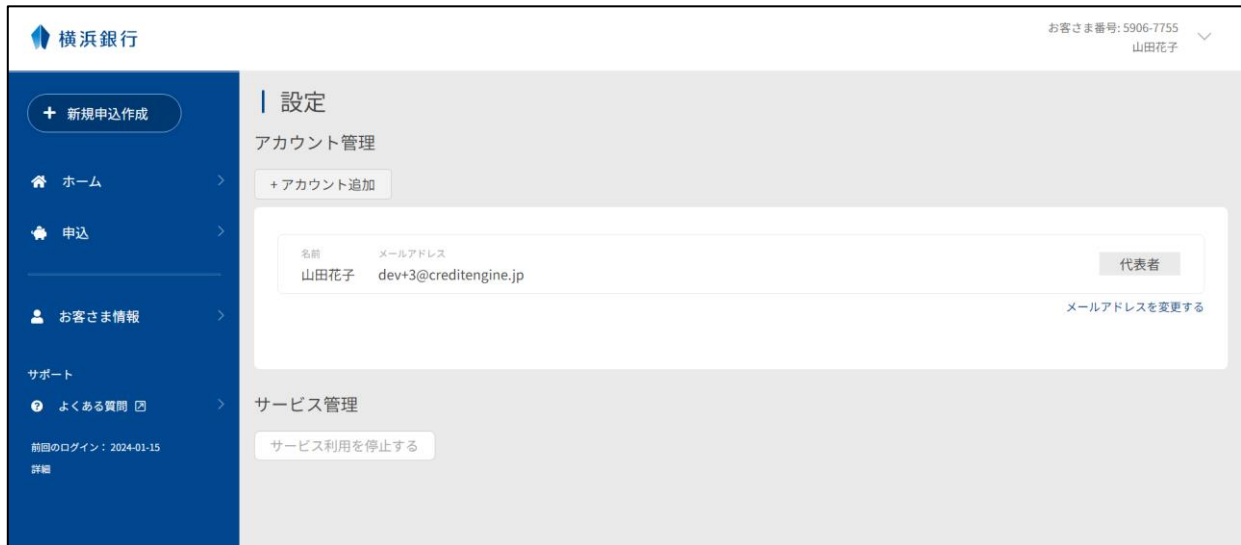 横浜銀行
お客さま番号: 5906-7755
山田花子
+ 新規申込作成
ホーム
申込
お客さま情報
サポート
よくある質問
前回のログイン： 2024-01-15
詳細
設定
アカウント管理
+ アカウント追加
名前 メールアドレス
山田花子 dev+3@creditengine.jp
代表者
メールアドレスを変更する
サービス管理
サービス利用を停止する